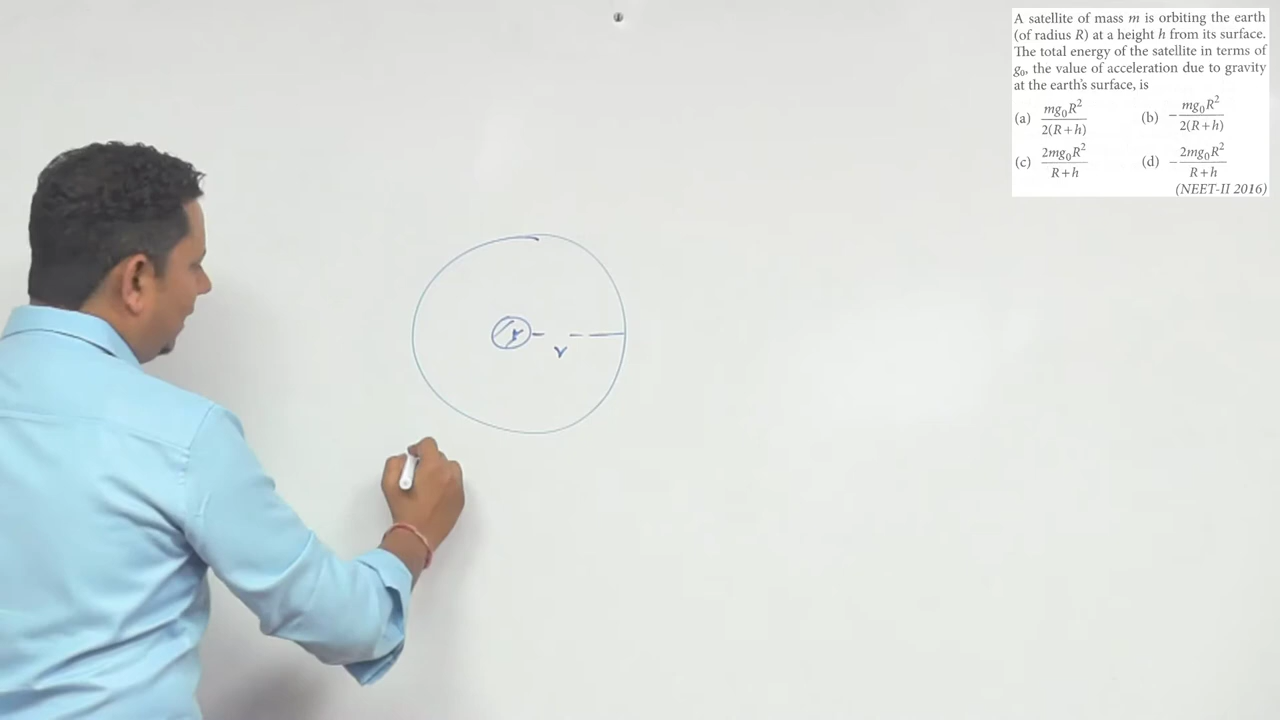 A satellite of mass m is orbiting the earth
(of radius R) at a height h from its surface.
The total energy of the satellite in terms of
g₀, the value of acceleration due to gravity
at the earth's surface, is
(a) mg₀R² / 2(R+h) (b) − mg₀R² / 2(R+h)
(c) 2mg₀R² / R+h (d) − 2mg₀R² / R+h
(NEET-II 2016)
r